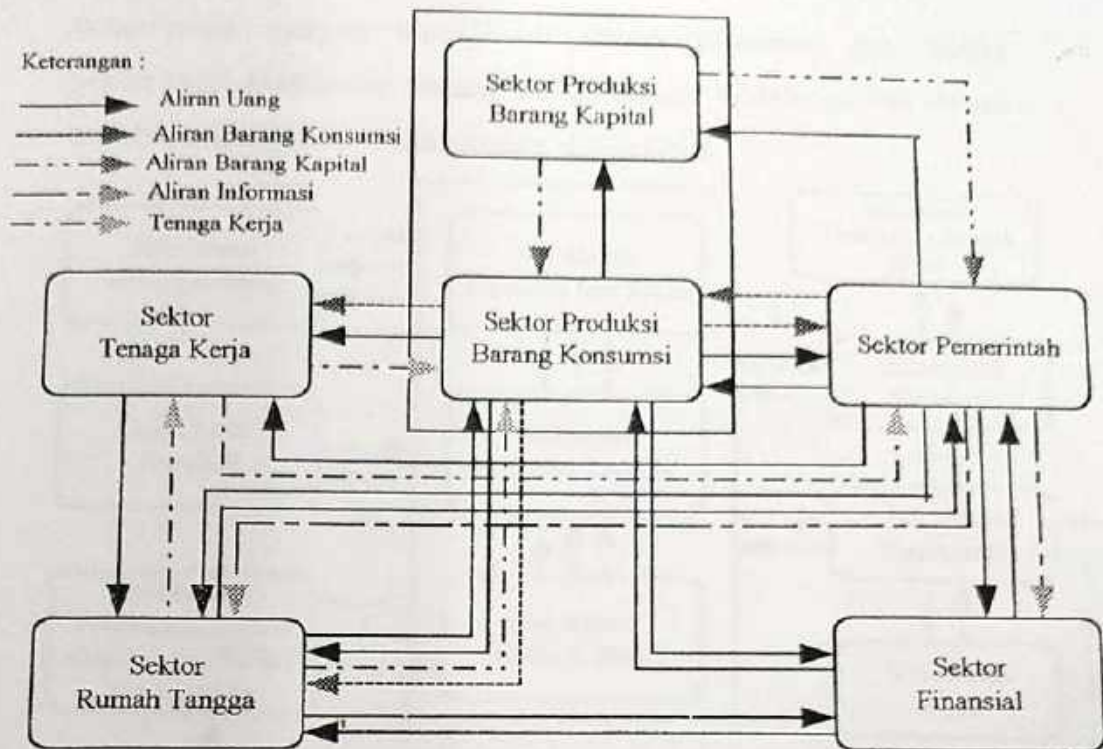 Keterangan :
Aliran Uang
Aliran Barang Konsumsi
Aliran Barang Kapital
Aliran Informasi
Tenaga Kerja
Sektor Produksi
Barang Kapital
Sektor
Tenaga Kerja
Sektor Produksi
Barang Konsumsi
Sektor Pemerintah
Sektor
Rumah Tangga
Sektor
Finansial